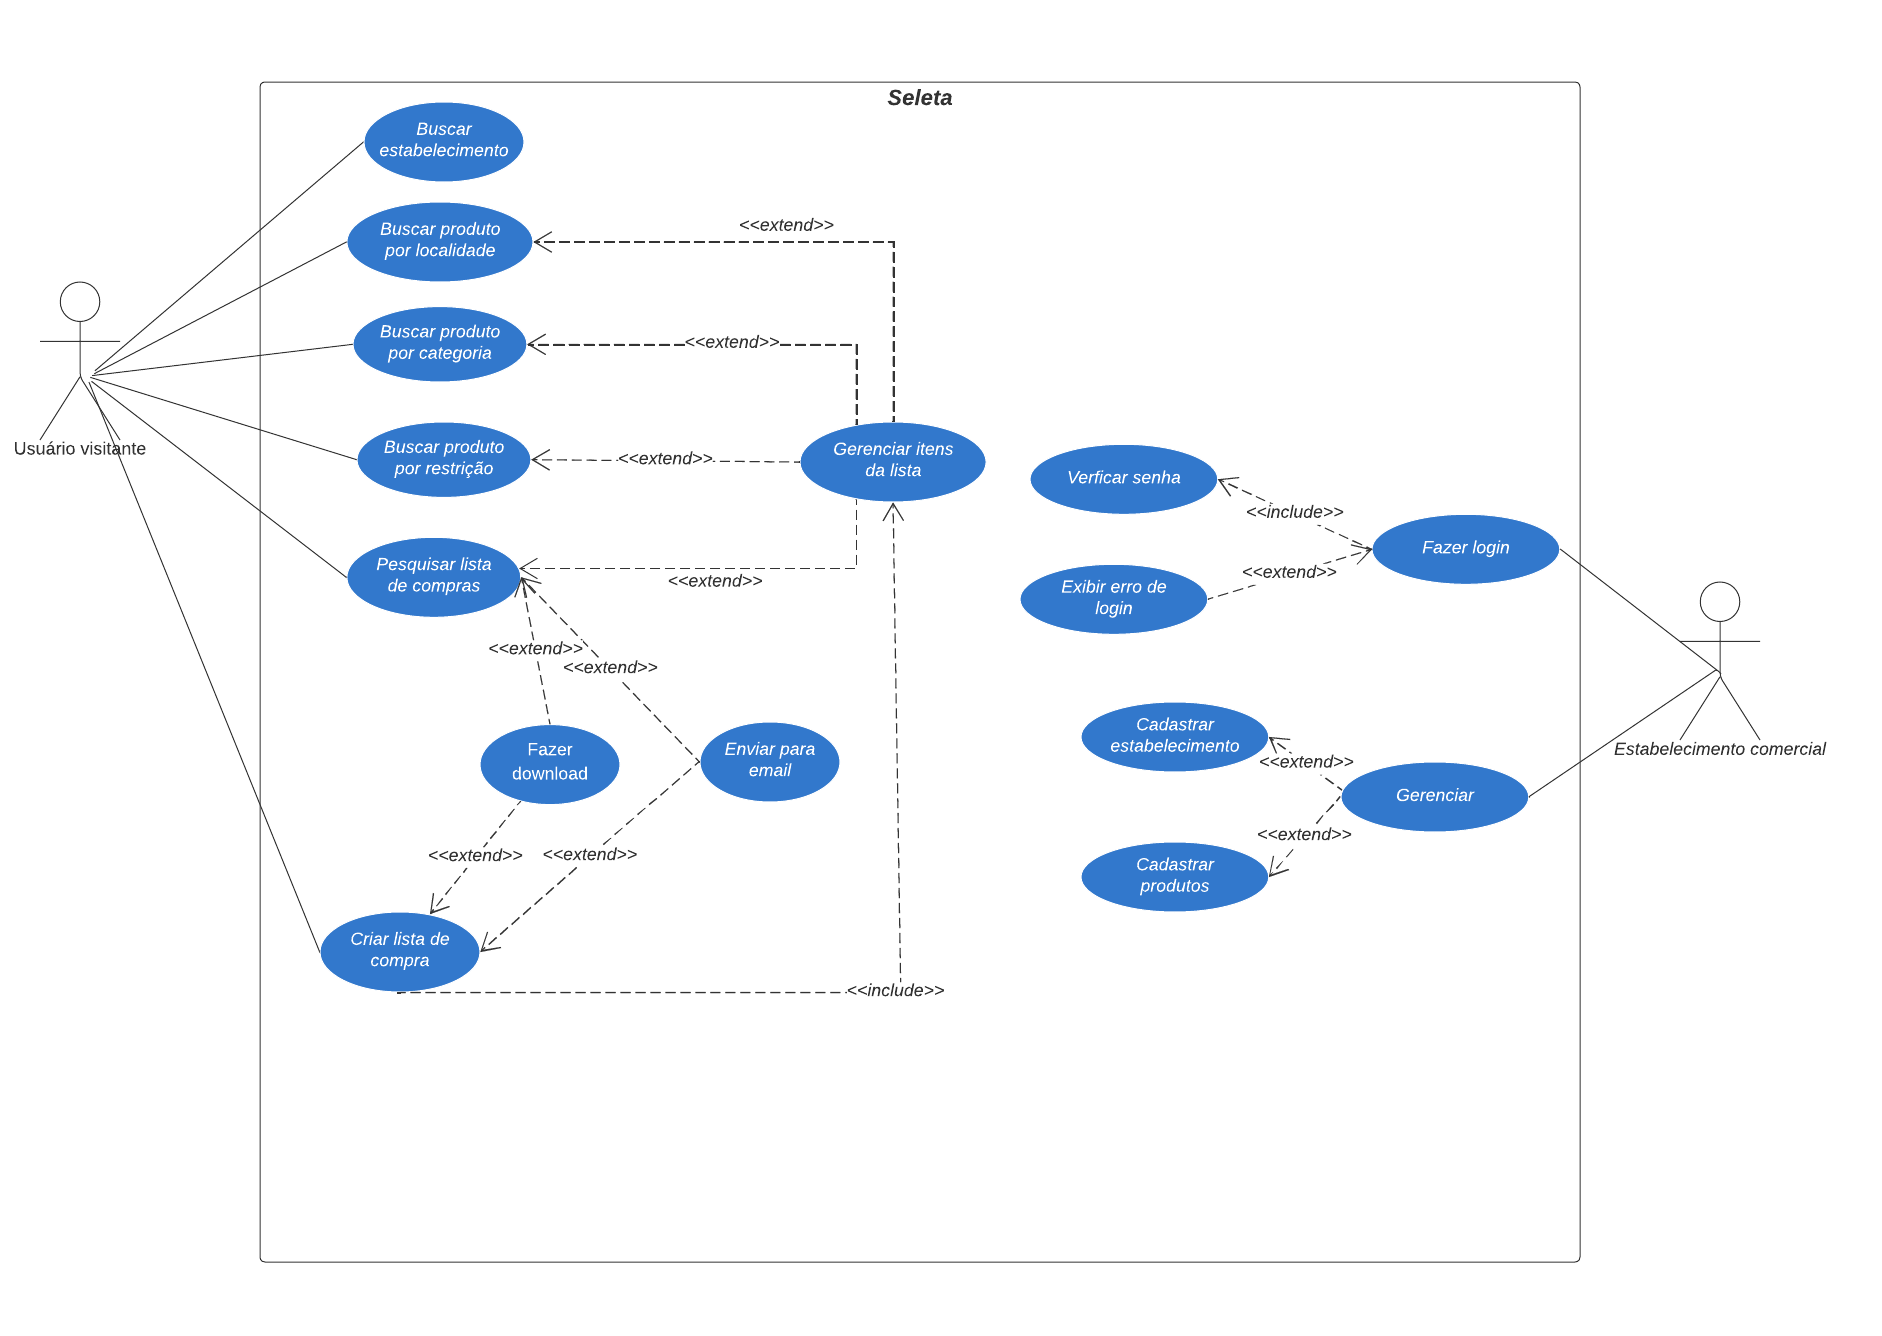 Seleta
Buscar
estabelecimento
Buscar produto
por localidade
<<extend>>
Buscar produto
por categoria
<<extend>>
Usuário visitante
Buscar produto
por restrição
<<extend>>
Gerenciar itens
da lista
Verficar senha
<<include>>
Fazer login
Pesquisar lista
de compras
<<extend>>
<<extend>>
Exibir erro de
login
<<extend>>
<<extend>>
Fazer
download
Enviar para
email
Cadastrar
estabelecimento
<<extend>>
Estabelecimento comercial
Gerenciar
<<extend>>
<<extend>>
<<extend>>
Cadastrar
produtos
Criar lista de
compra
<<include>>